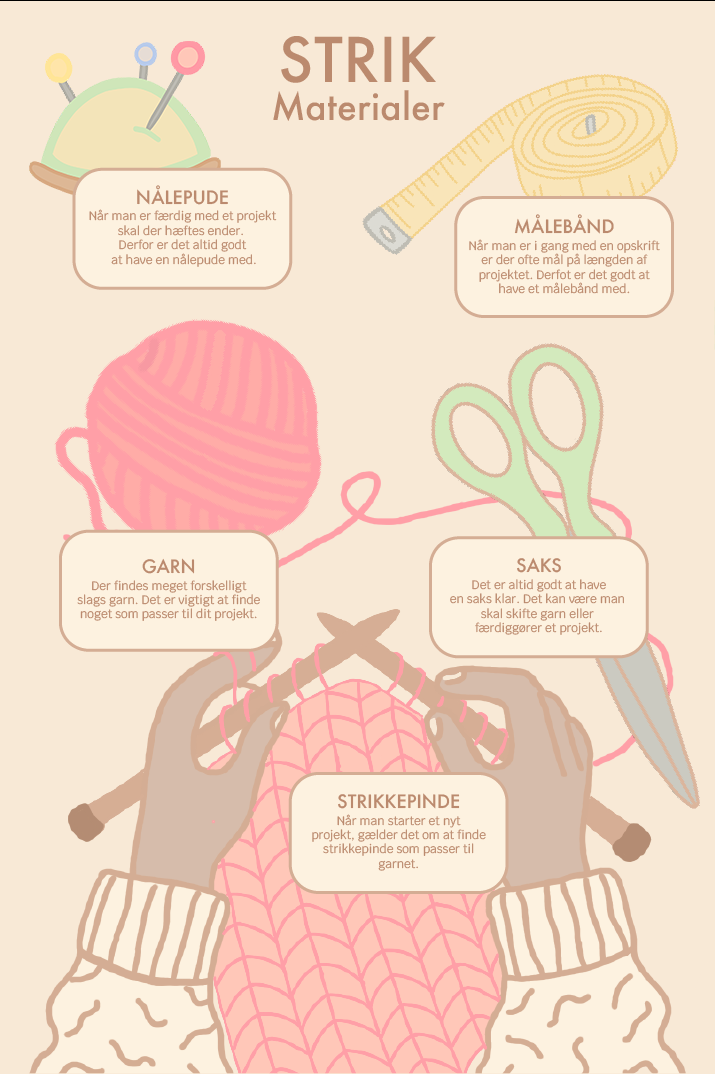 STRIK
Materialer
NÅLEPUDE
Når man er færdig med et projekt
skal der hæftes ender.
Derfor er det altid godt
at have en nålepude med.
MÅLEBÅND
Når man er i gang med en opskrift
er der ofte mål på længden af
projektet. Derfot er det godt at
have et målebånd med.
GARN
Der findes meget forskelligt
slags garn. Det er vigtigt at finde
noget som passer til dit projekt.
SAKS
Det er altid godt at have
en saks klar. Det kan være man
skal skifte garn eller
færdiggører et projekt.
STRIKKEPINDE
Når man starter et nyt
projekt, gælder det om at finde
strikkepinde som passer til
garnet.